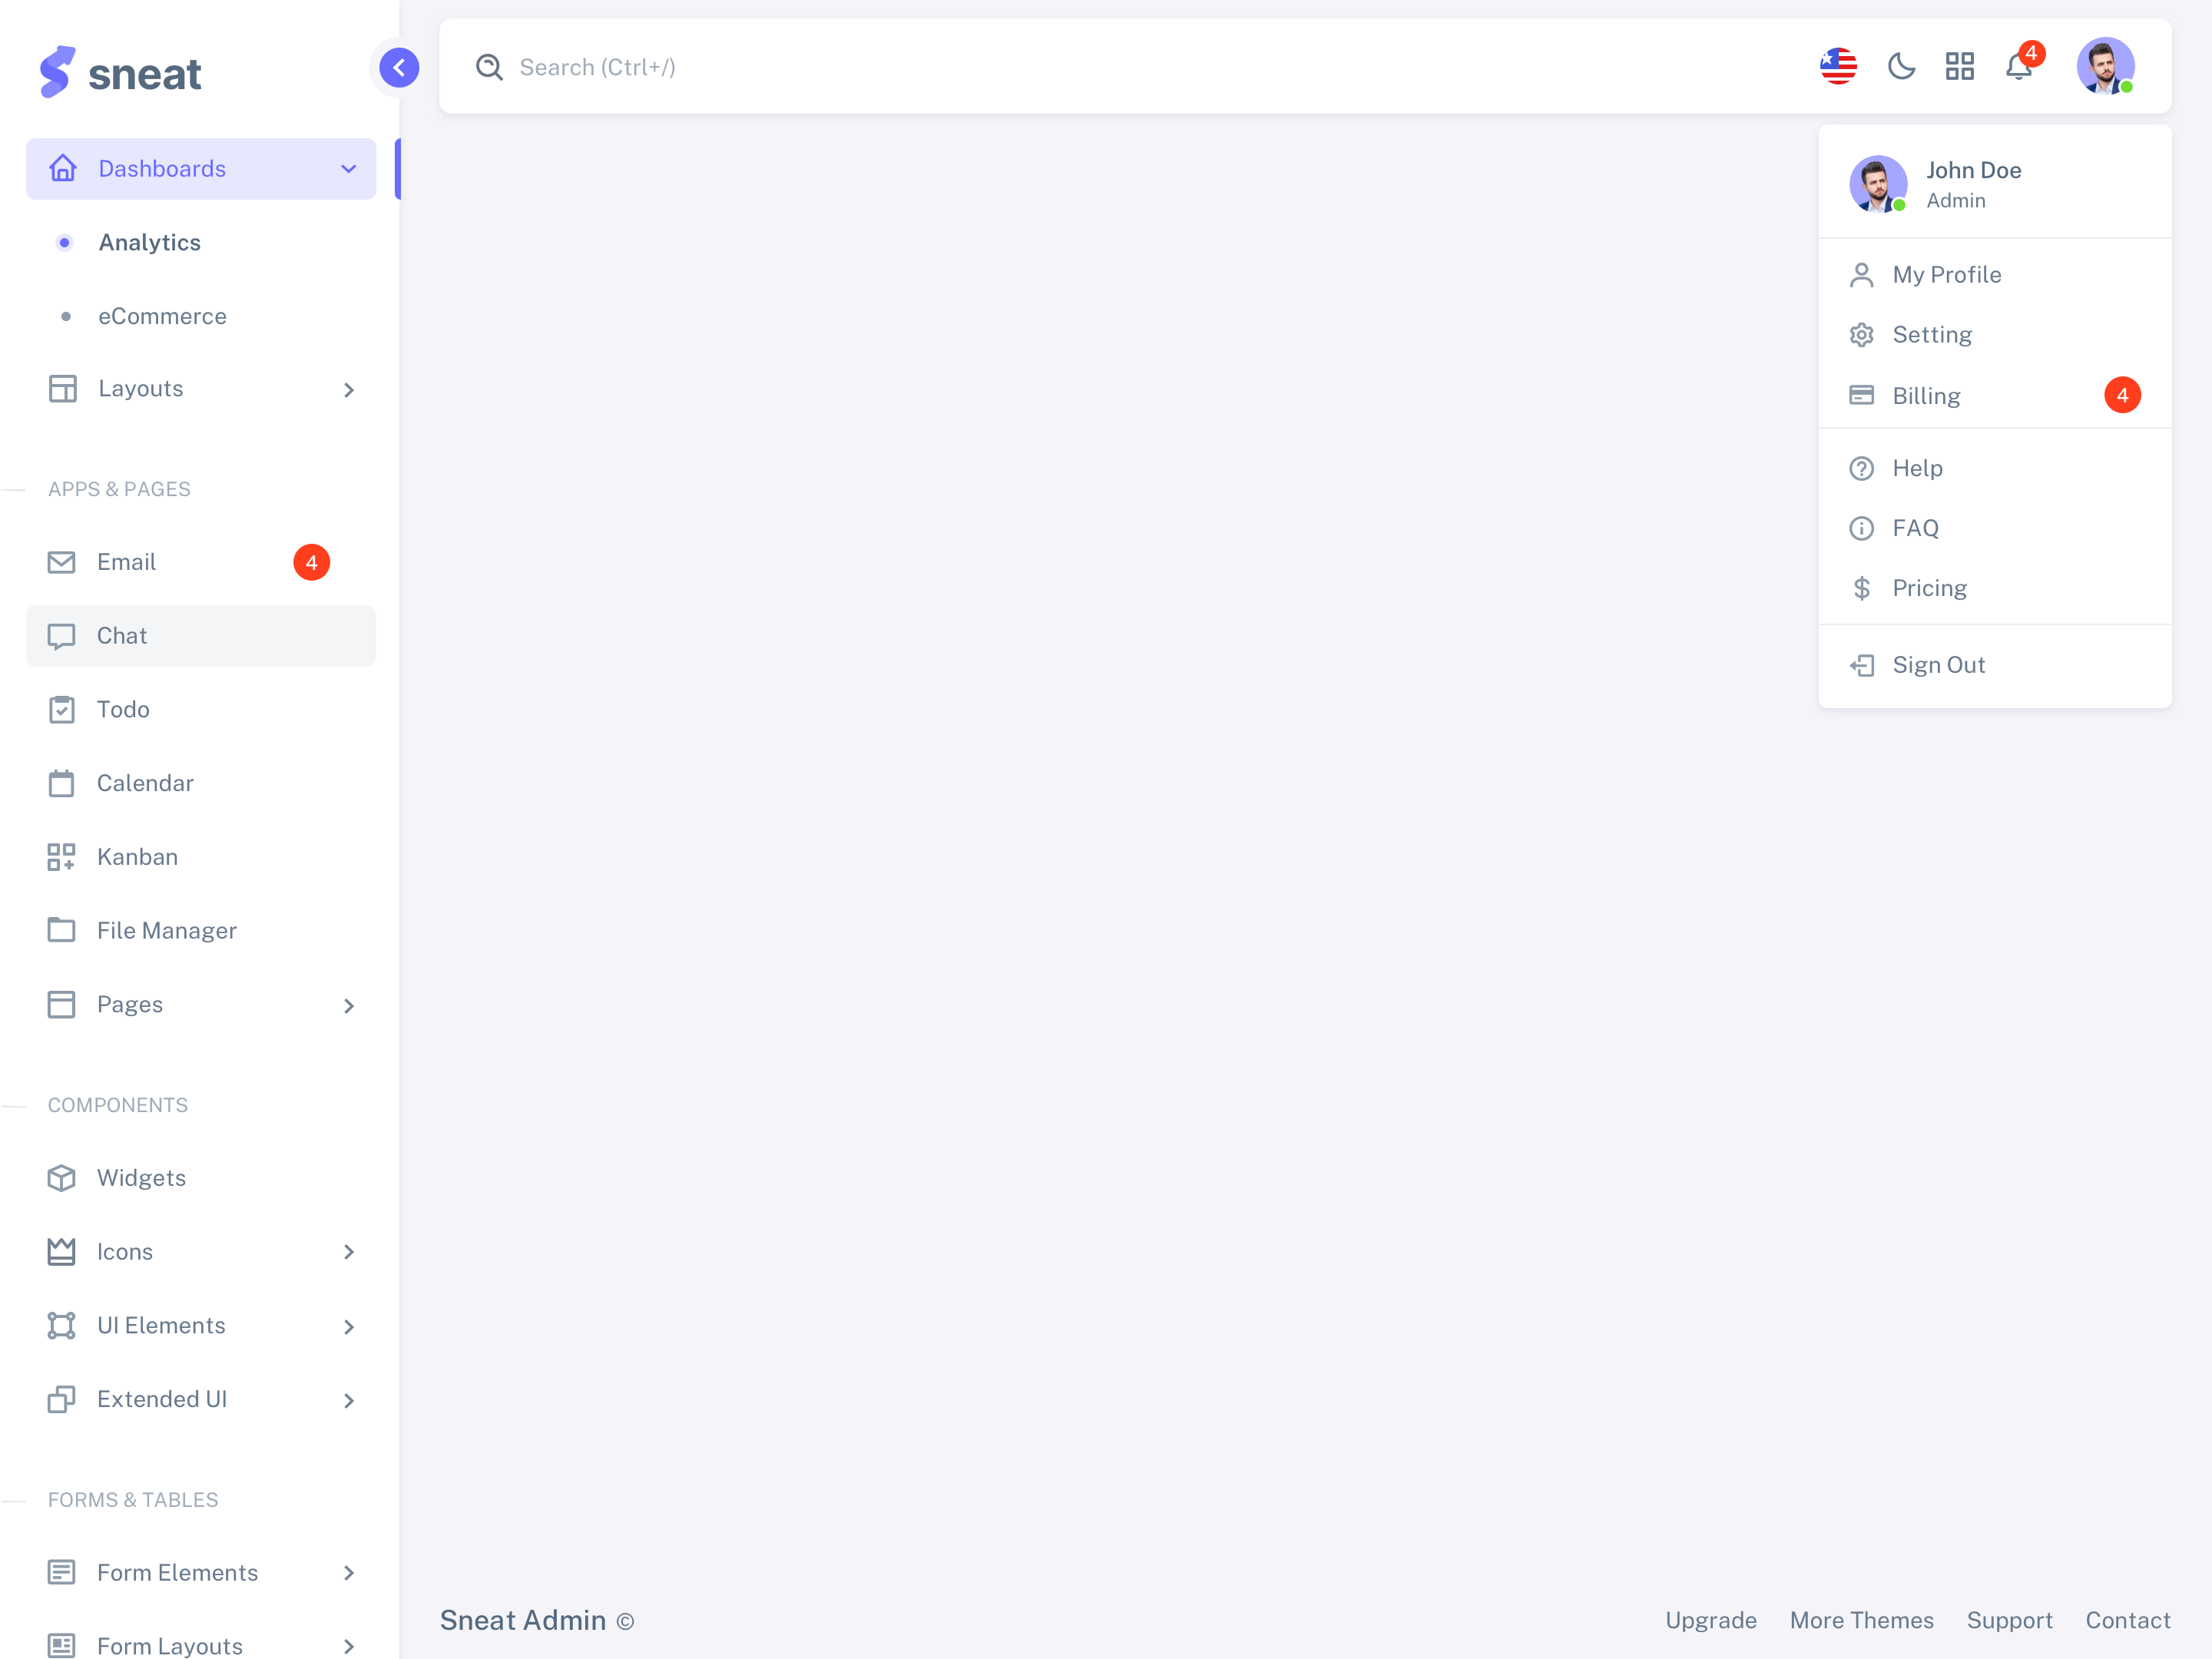 sneat
Dashboards
Analytics
eCommerce
Layouts
APPS & PAGES
Email 4
Chat
Todo
Calendar
Kanban
File Manager
Pages
COMPONENTS
Widgets
Icons
UI Elements
Extended UI
FORMS & TABLES
Form Elements
Form Layouts
Search (Ctrl+/)
4
John Doe
Admin
My Profile
Setting
Billing 4
Help
FAQ
Pricing
Sign Out
Sneat Admin ©
Upgrade More Themes Support Contact